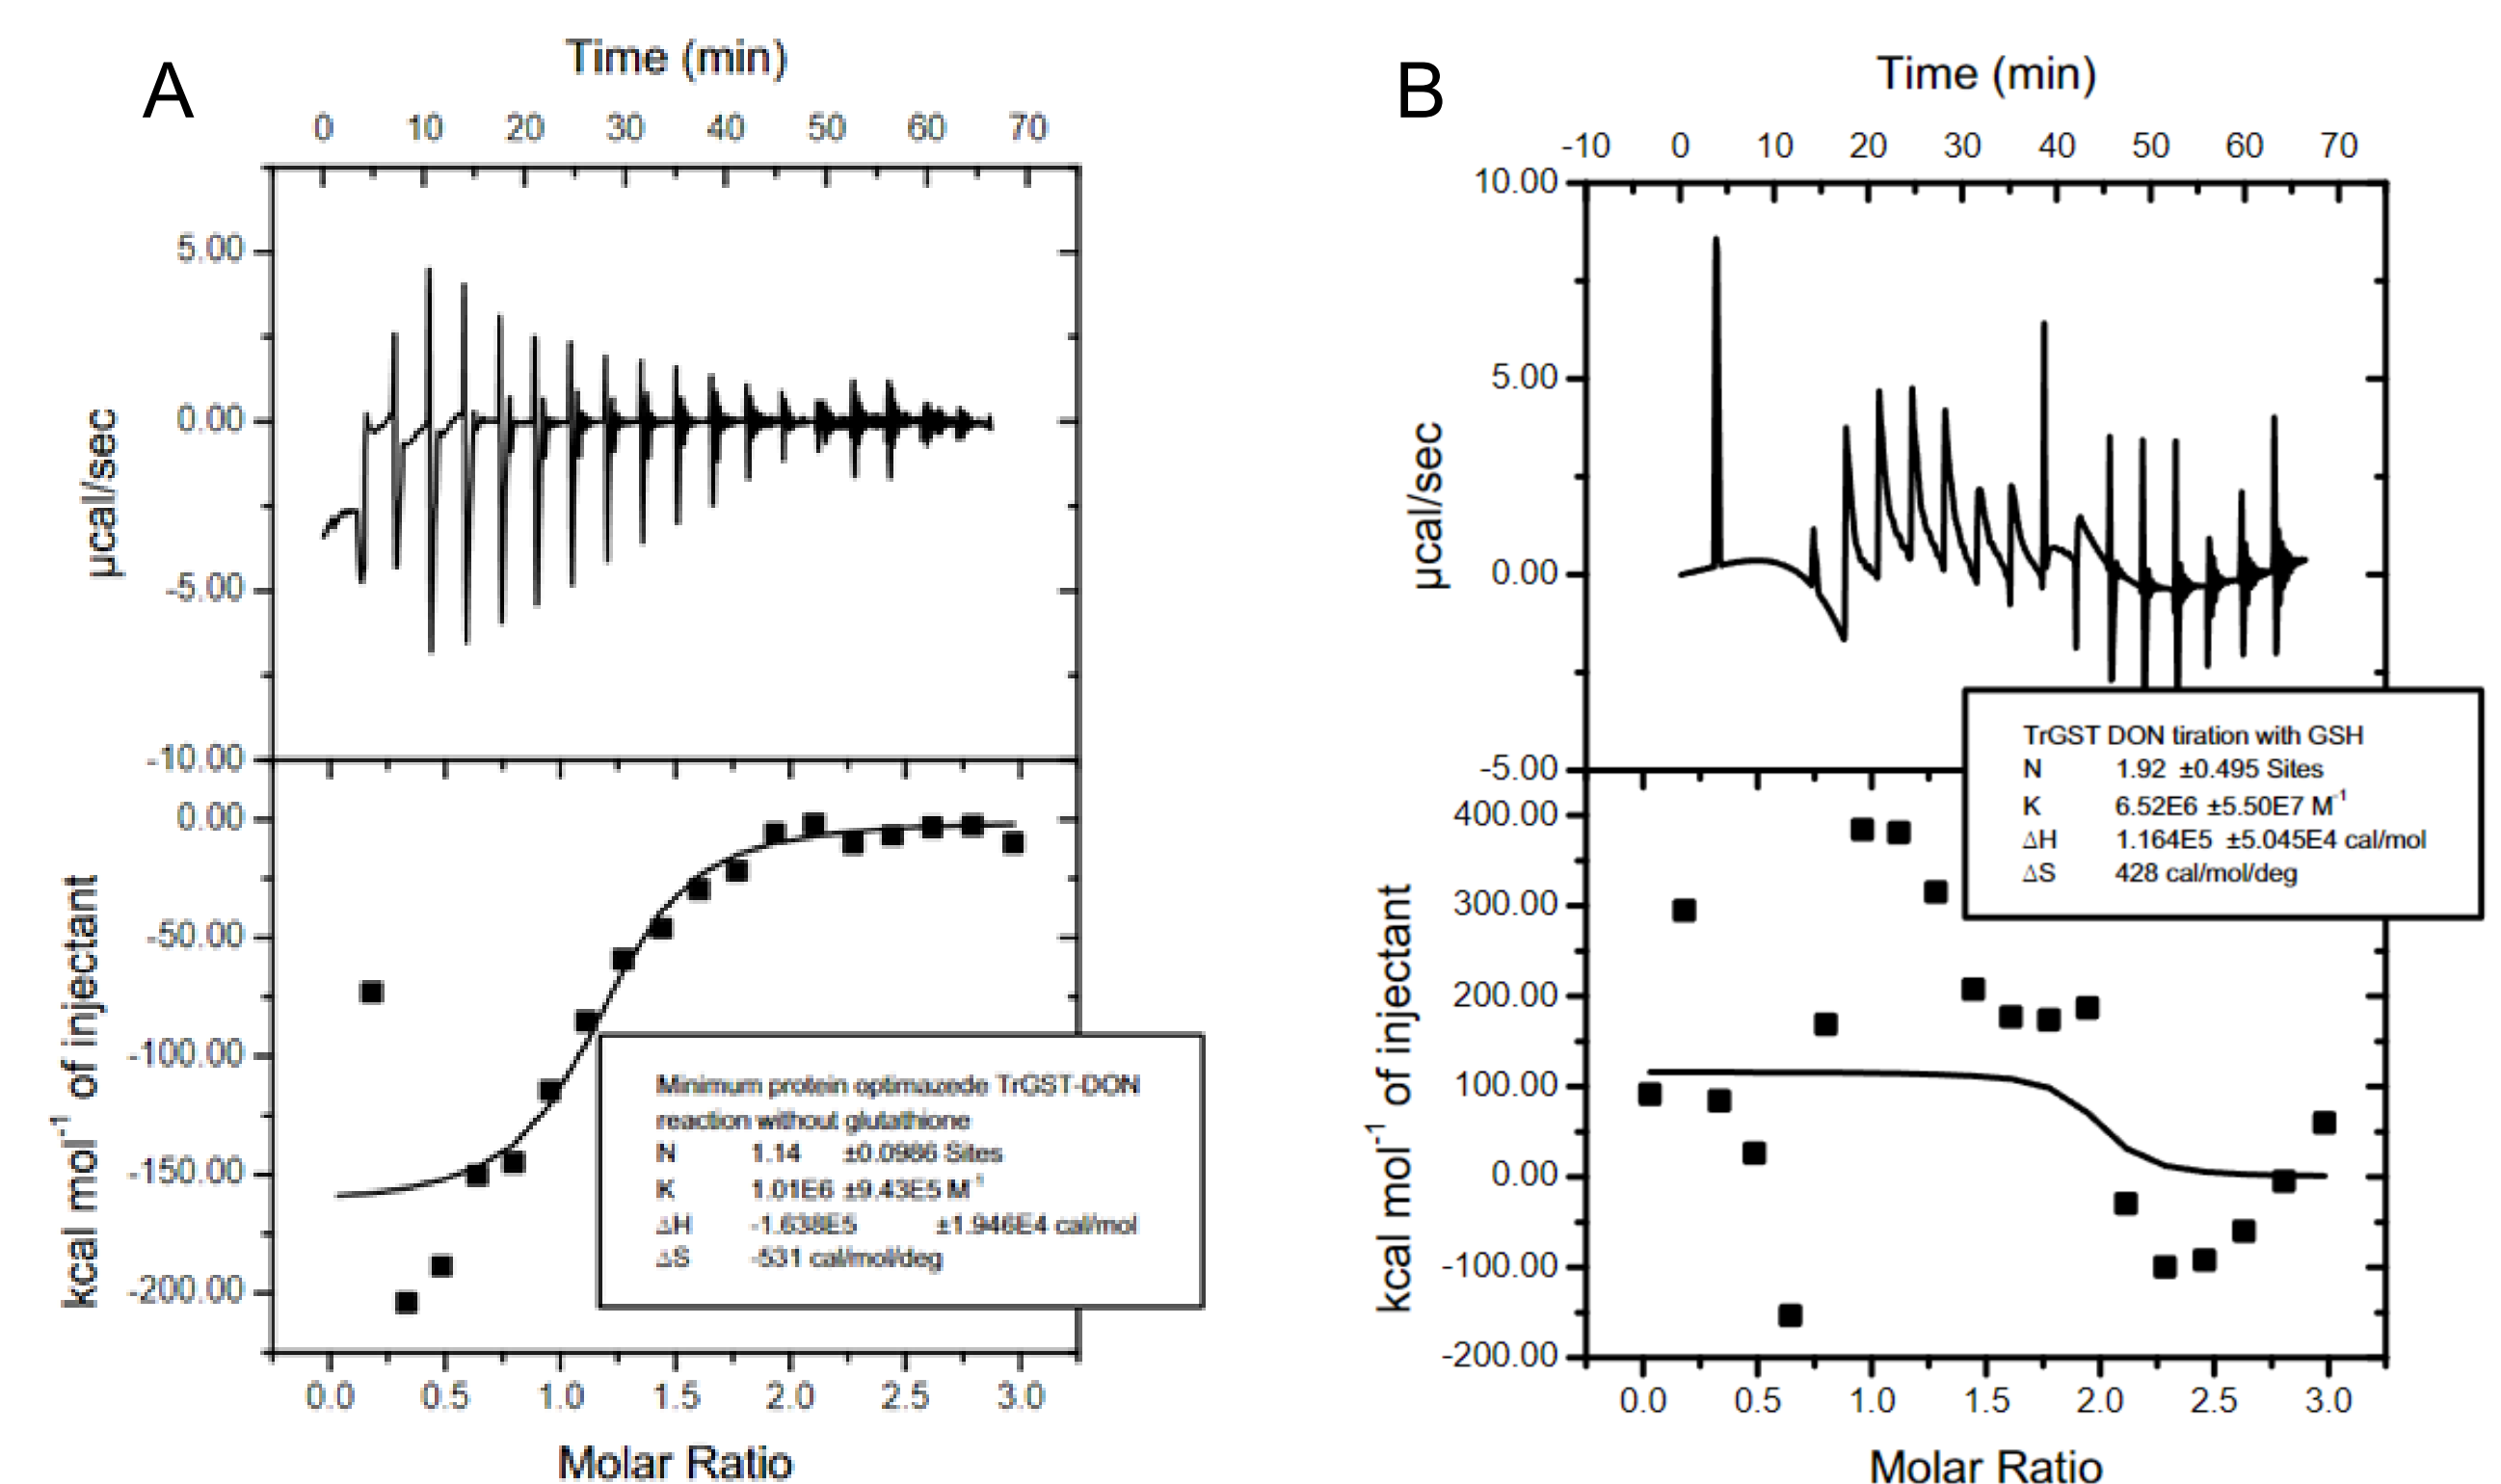 A
Time (min)
0 10 20 30 40 50 60 70
5.00
0.00
-5.00
-10.00
µcal/sec
0.00
-50.00
-100.00
-150.00
-200.00
kcal mol-1 of injectant
Minimum protein optimazede TrGST-DON
reaction without glutathione
N 1.14 ±0.0986 Sites
K 1.01E6 ±9.43E5 M-1
ΔH -1.638E5 ±1.946E4 cal/mol
ΔS -531 cal/mol/deg
0.0 0.5 1.0 1.5 2.0 2.5 3.0
Molar Ratio
B
Time (min)
-10 0 10 20 30 40 50 60 70
10.00
5.00
0.00
-5.00
µcal/sec
TrGST DON tiration with GSH
N 1.92 ±0.495 Sites
K 6.52E6 ±5.50E7 M-1
ΔH 1.164E5 ±5.045E4 cal/mol
ΔS 428 cal/mol/deg
400.00
300.00
200.00
100.00
0.00
-100.00
-200.00
kcal mol-1 of injectant
0.0 0.5 1.0 1.5 2.0 2.5 3.0
Molar Ratio